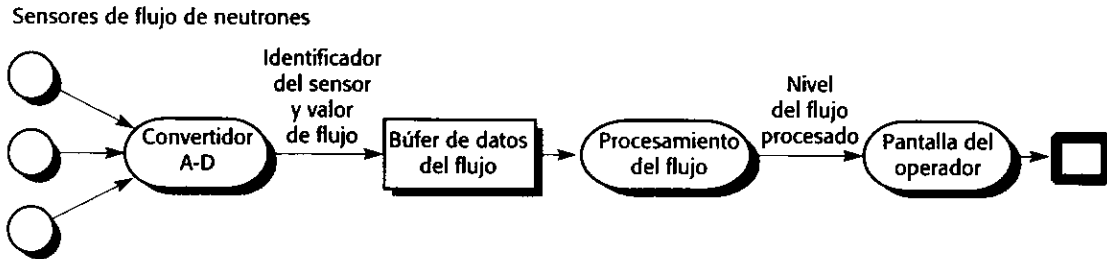 Sensores de flujo de neutrones
Identificador
del sensor
y valor
de flujo
Nivel
del flujo
procesado
Convertidor
A-D
Búfer de datos
del flujo
Procesamiento
del flujo
Pantalla del
operador